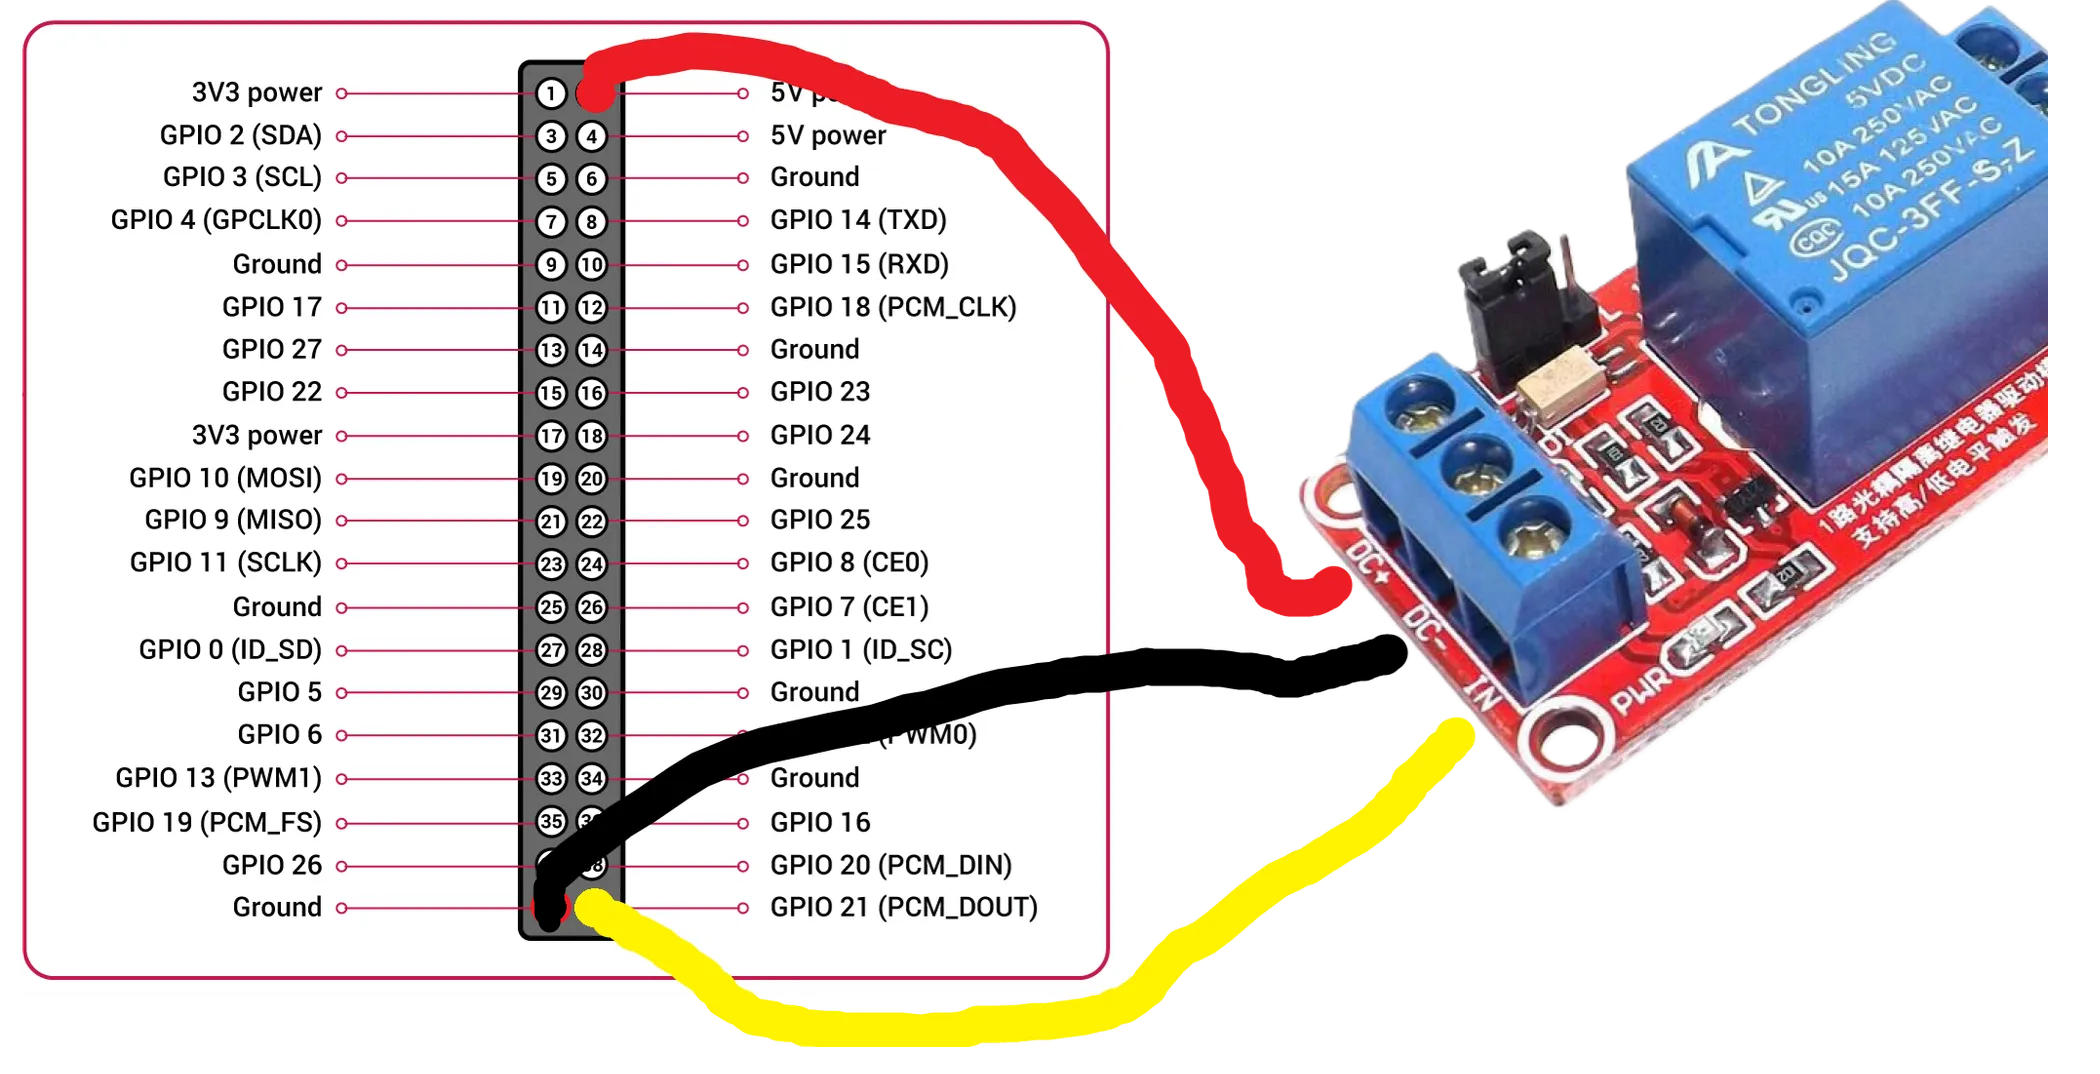 3V3 power 1 5V
GPIO 2 (SDA) 3 4 5V power
GPIO 3 (SCL) 5 6 Ground
GPIO 4 (GPCLK0) 7 8 GPIO 14 (TXD)
Ground 9 10 GPIO 15 (RXD)
GPIO 17 11 12 GPIO 18 (PCM_CLK)
GPIO 27 13 14 Ground
GPIO 22 15 16 GPIO 23
3V3 power 17 18 GPIO 24
GPIO 10 (MOSI) 19 20 Ground
GPIO 9 (MISO) 21 22 GPIO 25
GPIO 11 (SCLK) 23 24 GPIO 8 (CE0)
Ground 25 26 GPIO 7 (CE1)
GPIO 0 (ID_SD) 27 28 GPIO 1 (ID_SC)
GPIO 5 29 30 Ground
GPIO 6 31 32 (PWM0)
GPIO 13 (PWM1) 33 34 Ground
GPIO 19 (PCM_FS) 35 GPIO 16
GPIO 26 GPIO 20 (PCM_DIN)
Ground GPIO 21 (PCM_DOUT)
TONGLING
5VDC
10A 250VAC
15A 125VAC
10A 250VAC
JQC-3FF-S-Z
CQC
US
1路光耦隔离继电器驱动
支持高/低电平触发
DC+
DC-
IN
PWR
103